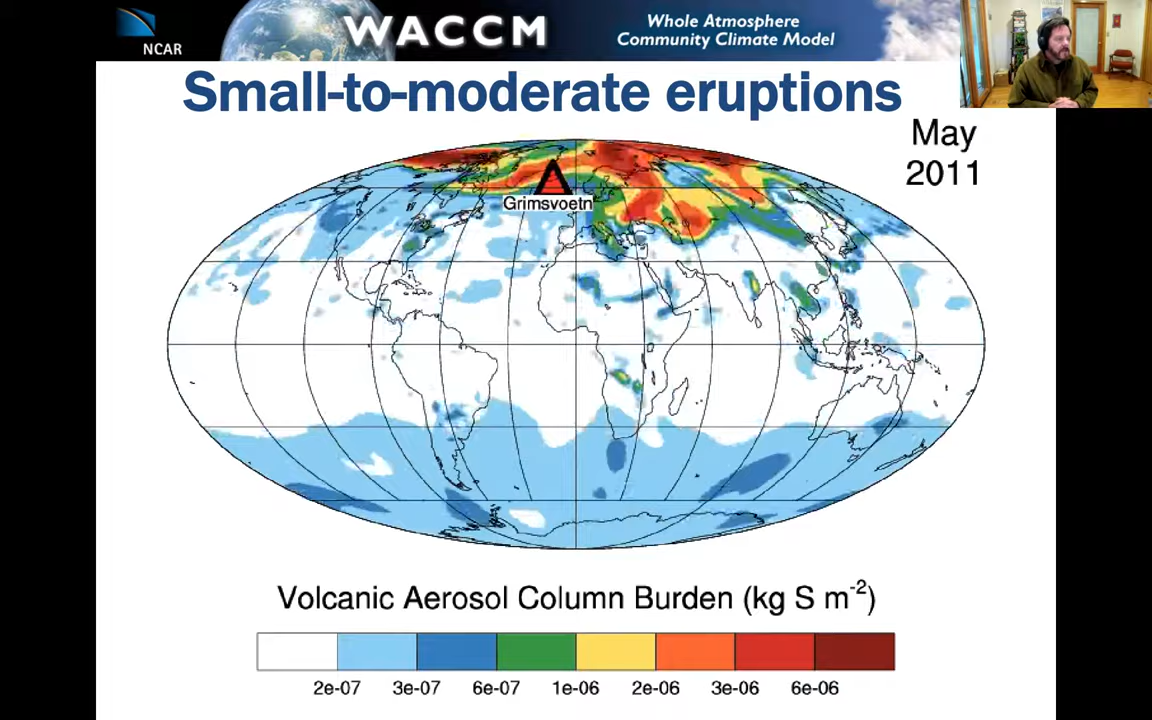 NCAR
WACCM
Whole Atmosphere
Community Climate Model
Small-to-moderate eruptions
May
2011
Grimsvoetn
Volcanic Aerosol Column Burden (kg S m-2)
2e-07 3e-07 6e-07 1e-06 2e-06 3e-06 6e-06